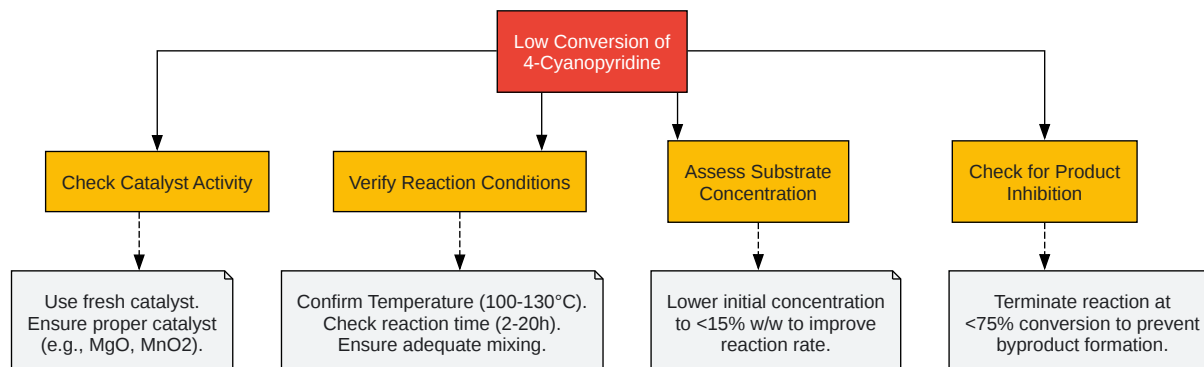 Low Conversion of
4-Cyanopyridine
Check Catalyst Activity
Verify Reaction Conditions
Assess Substrate
Concentration
Check for Product
Inhibition
Use fresh catalyst.
Ensure proper catalyst
(e.g., MgO, MnO2).
Confirm Temperature (100-130°C).
Check reaction time (2-20h).
Ensure adequate mixing.
Lower initial concentration
to <15% w/w to improve
reaction rate.
Terminate reaction at
<75% conversion to prevent
byproduct formation.